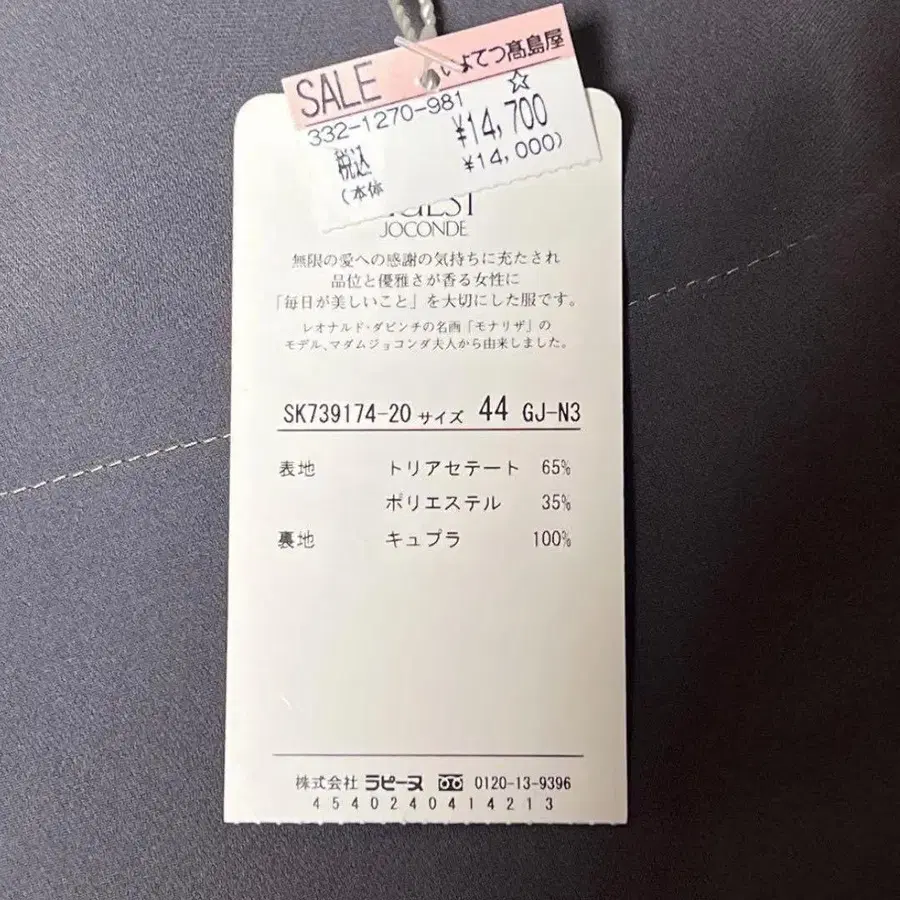 SALE いよてつ髙島屋
332-1270-981 ☆
税込 ¥14,700
(本体 ¥14,000)
JOCONDE
無限の愛への感謝の気持ちに充たされ
品位と優雅さが香る女性に
「毎日が美しいこと」を大切にした服です。
レオナルド・ダビンチの名画「モナリザ」の
モデル、マダムジョコンダ夫人から由来しました。
SK739174-20 サイズ 44 GJ-N3
表地 トリアセテート 65%
ポリエステル 35%
裏地 キュプラ 100%
株式会社 ラピーヌ 0120-13-9396
4540240414213